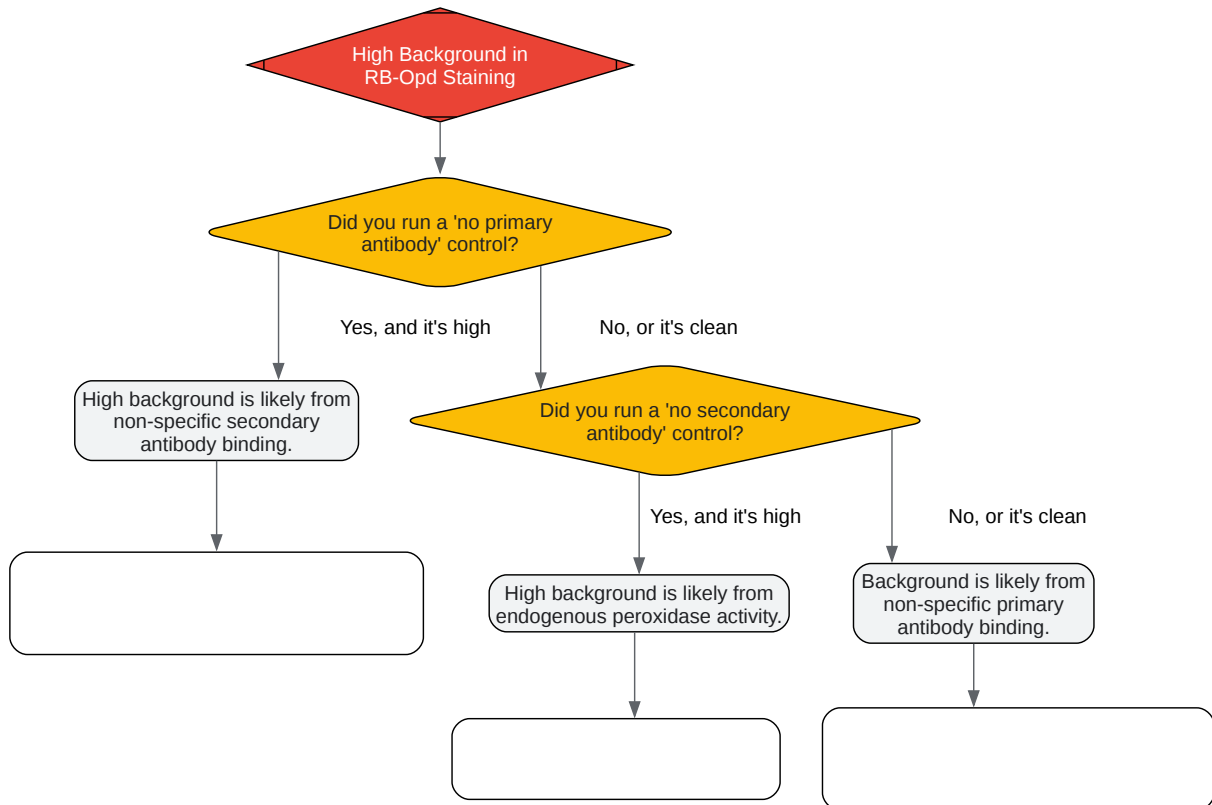 High Background in
RB-Opd Staining
Did you run a 'no primary
antibody' control?
Yes, and it's high
No, or it's clean
High background is likely from
non-specific secondary
antibody binding.
Did you run a 'no secondary
antibody' control?
Yes, and it's high
No, or it's clean
High background is likely from
endogenous peroxidase activity.
Background is likely from
non-specific primary
antibody binding.